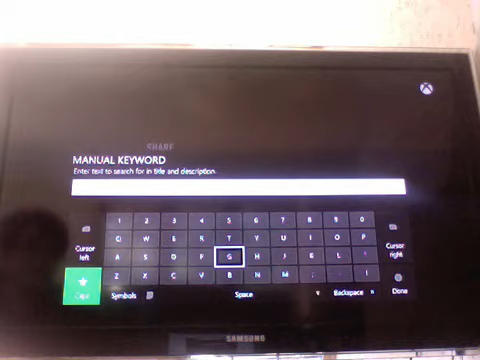 SHARE
MANUAL KEYWORD
Enter text to search for in title and description.
1 2 3 4 5 6 7 8 9 0
Q W E R T Y U I O P
Cursor left
A S D F G H J K L
Cursor right
Z X C V B N M
Caps Symbols Space Backspace Done
SAMSUNG